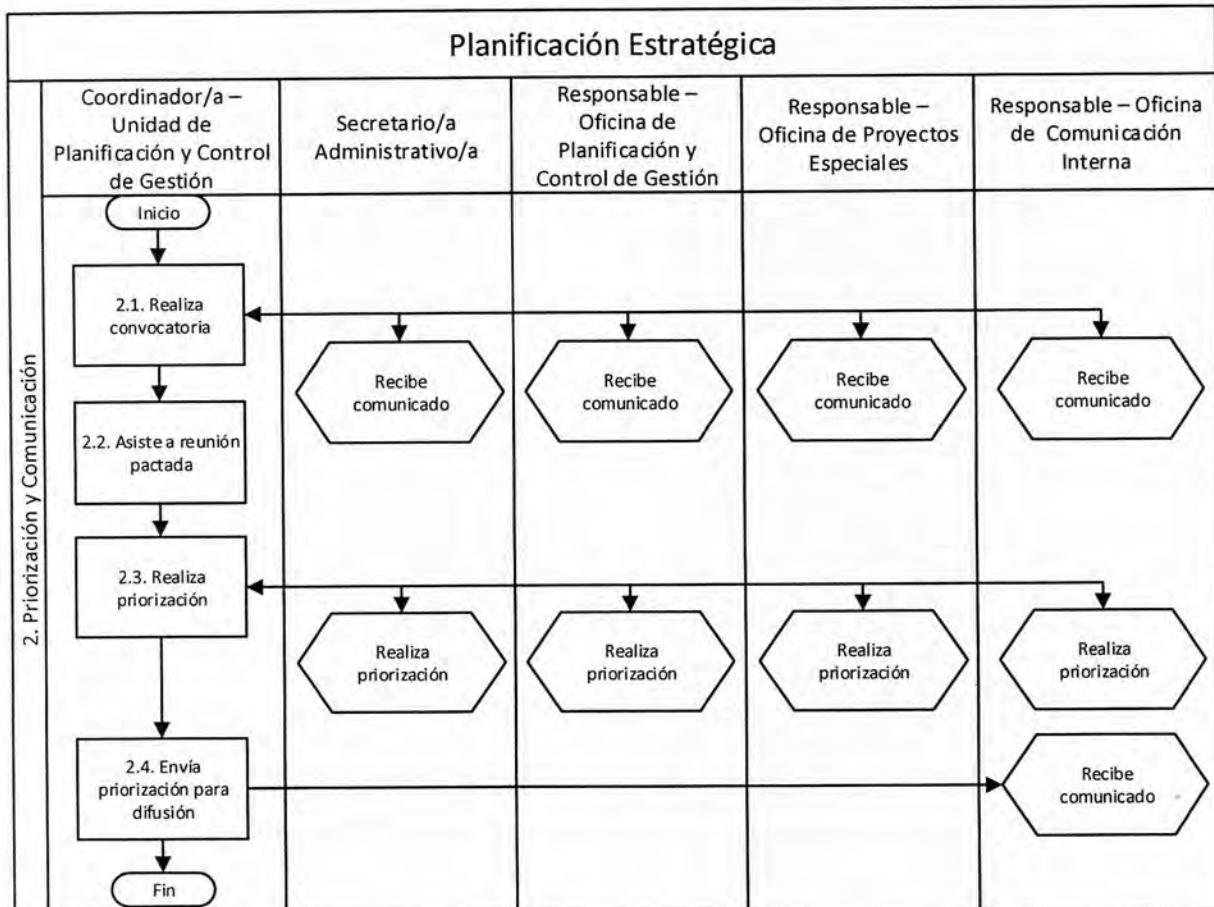 Planificación Estratégica
Coordinador/a –
Unidad de
Planificación y Control
de Gestión
Secretario/a
Administrativo/a
Responsable –
Oficina de
Planificación y
Control de Gestión
Responsable –
Oficina de Proyectos
Especiales
Responsable – Oficina
de Comunicación
Interna
2. Priorización y Comunicación
Inicio
2.1. Realiza
convocatoria
Recibe
comunicado
Recibe
comunicado
Recibe
comunicado
Recibe
comunicado
2.2. Asiste a reunión
pactada
2.3. Realiza
priorización
Realiza
priorización
Realiza
priorización
Realiza
priorización
Realiza
priorización
2.4. Envía
priorización para
difusión
Recibe
comunicado
Fin